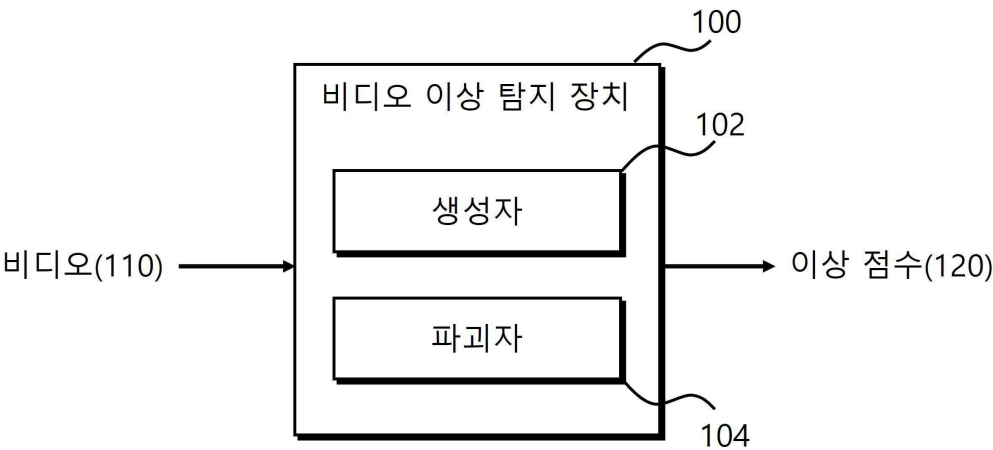 100
비디오 이상 탐지 장치
102
생성자
비디오(110)
이상 점수(120)
파괴자
104